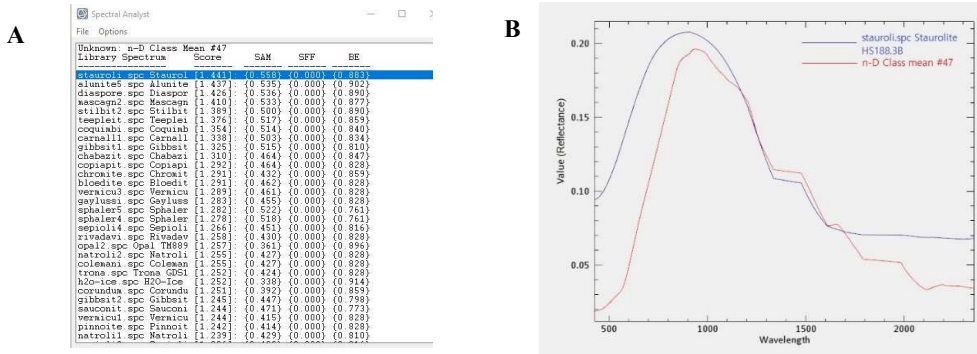 A
Spectral Analyst
File Options
Unknown: n-D Class Mean #47
Library Spectrum Score SAM SFF BE
stauroli.spc Staurol [1.441]: {0.558} {0.000} {0.883}
alunite5.spc Alunite [1.437]: {0.535} {0.000} {0.902}
diaspore.spc Diaspor [1.426]: {0.536} {0.000} {0.890}
mascagn2.spc Mascagn [1.410]: {0.533} {0.000} {0.877}
stilbit2.spc Stilbit [1.389]: {0.500} {0.000} {0.890}
teepleit.spc Teeplei [1.376]: {0.517} {0.000} {0.859}
coquimbi.spc Coquimb [1.354]: {0.514} {0.000} {0.840}
carnall1.spc Carnall [1.338]: {0.503} {0.000} {0.834}
gibbsit1.spc Gibbsit [1.325]: {0.515} {0.000} {0.810}
chabazit.spc Chabazi [1.310]: {0.464} {0.000} {0.847}
copiapit.spc Copiapi [1.292]: {0.464} {0.000} {0.828}
chromite.spc Chromit [1.291]: {0.432} {0.000} {0.859}
bloedite.spc Bloedit [1.291]: {0.462} {0.000} {0.828}
vermicu3.spc Vermicu [1.289]: {0.461} {0.000} {0.828}
gaylussi.spc Gayluss [1.283]: {0.455} {0.000} {0.828}
sphaler5.spc Sphaler [1.282]: {0.522} {0.000} {0.761}
sphaler4.spc Sphaler [1.278]: {0.518} {0.000} {0.761}
sepioli4.spc Sepioli [1.266]: {0.451} {0.000} {0.816}
rivadavi.spc Rivadav [1.258]: {0.430} {0.000} {0.828}
opal2.spc Opal TM889 [1.257]: {0.361} {0.000} {0.896}
natroli2.spc Natroli [1.255]: {0.427} {0.000} {0.828}
colemani.spc Coleman [1.255]: {0.427} {0.000} {0.828}
trona.spc Trona GDS1 [1.252]: {0.424} {0.000} {0.828}
h2o-ice.spc H2O-Ice [1.252]: {0.338} {0.000} {0.914}
corundum.spc Corundu [1.251]: {0.392} {0.000} {0.859}
gibbsit2.spc Gibbsit [1.245]: {0.447} {0.000} {0.798}
sauconit.spc Sauconi [1.244]: {0.471} {0.000} {0.773}
vermicu1.spc Vermicu [1.244]: {0.415} {0.000} {0.828}
pinnoite.spc Pinnoit [1.242]: {0.414} {0.000} {0.828}
natroli1.spc Natroli [1.239]: {0.429} {0.000} {0.810}
B
stauroli.spc Staurolite
HS188.3B
n-D Class mean #47
Value (Reflectance)
0.20
0.15
0.10
0.05
500 1000 1500 2000
Wavelength